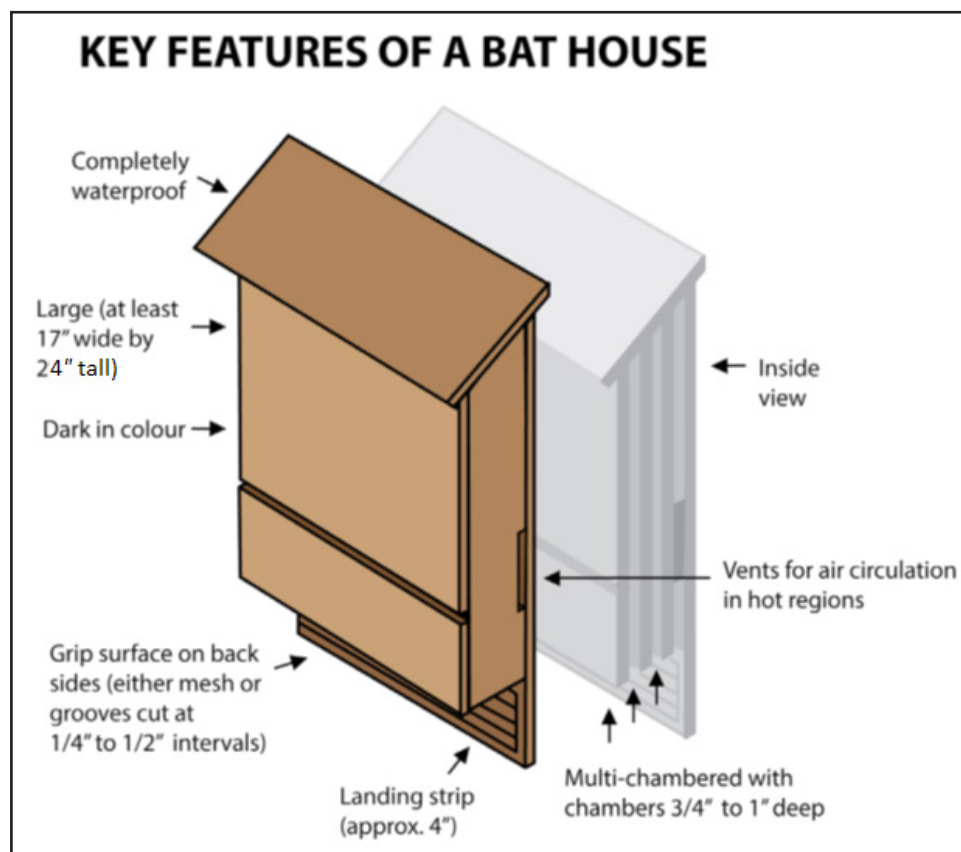 KEY FEATURES OF A BAT HOUSE
Completely
waterproof
Large (at least
17" wide by
24" tall)
Dark in colour
Inside
view
Vents for air circulation
in hot regions
Grip surface on back
sides (either mesh or
grooves cut at
1/4" to 1/2" intervals)
Landing strip
(approx. 4")
Multi-chambered with
chambers 3/4" to 1" deep